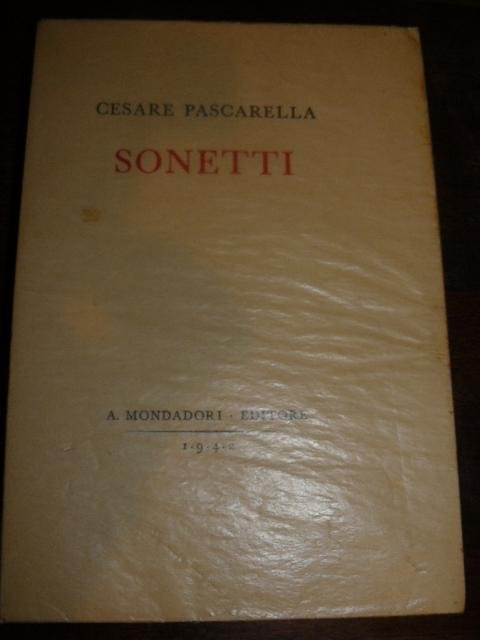 CESARE PASCARELLA
SONETTI
A. MONDADORI · EDITORE
1·9·4·2